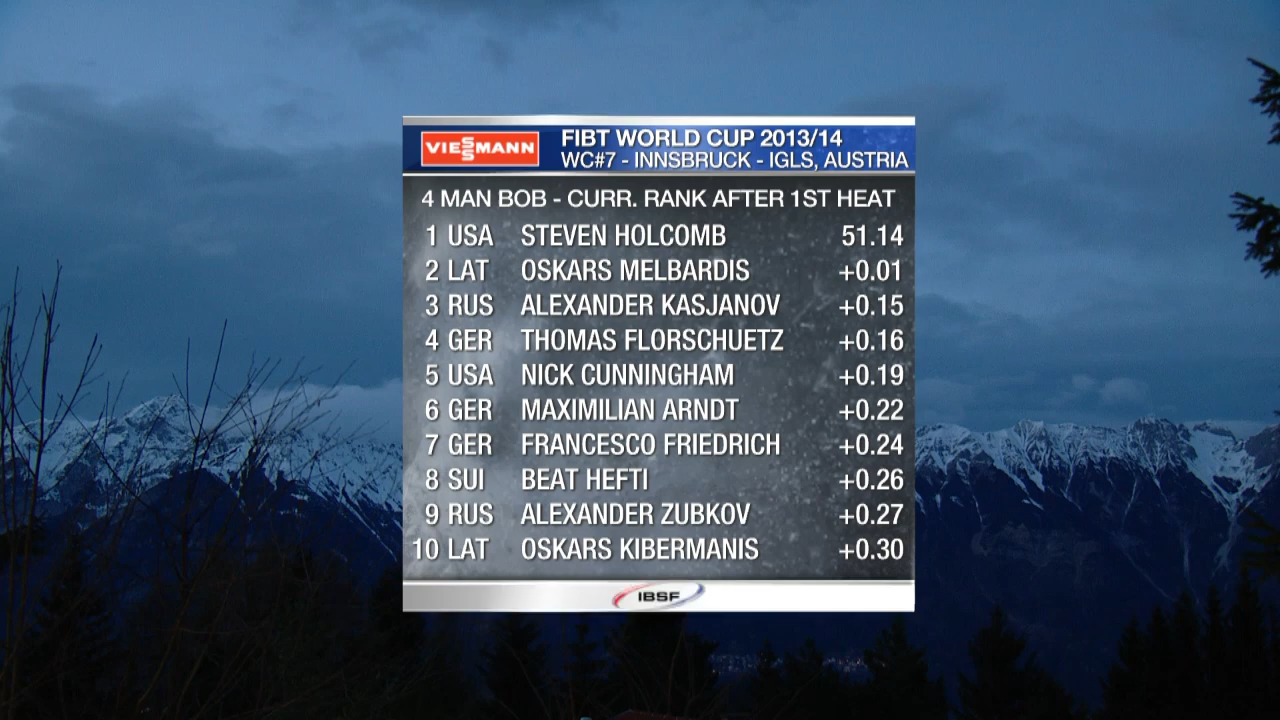 VIESSMANN
FIBT WORLD CUP 2013/14
WC#7 - INNSBRUCK - IGLS, AUSTRIA
4 MAN BOB - CURR. RANK AFTER 1ST HEAT
1 USA STEVEN HOLCOMB 51.14
2 LAT OSKARS MELBARDIS +0.01
3 RUS ALEXANDER KASJANOV +0.15
4 GER THOMAS FLORSCHUETZ +0.16
5 USA NICK CUNNINGHAM +0.19
6 GER MAXIMILIAN ARNDT +0.22
7 GER FRANCESCO FRIEDRICH +0.24
8 SUI BEAT HEFTI +0.26
9 RUS ALEXANDER ZUBKOV +0.27
10 LAT OSKARS KIBERMANIS +0.30
IBSF